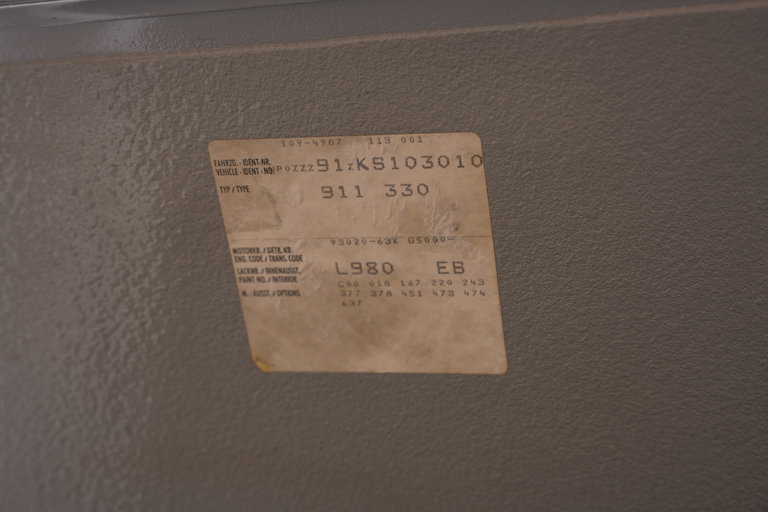 109-4987 113 001
FAHRZG.-IDENT-NR.
VEHICLE-IDENT-NO. WP0ZZZ91ZKS103010
TYP / TYPE 911 330
93020-63K G5000-
MOTORKB. / GETR. KB.
ENG. CODE / TRANS. CODE
LACKNR. / INNENAUSST. L980 EB
PAINT NO. / INTERIOR.
C00 018 167 220 243
M.-AUSST. / OPTIONS 377 378 451 473 474
637